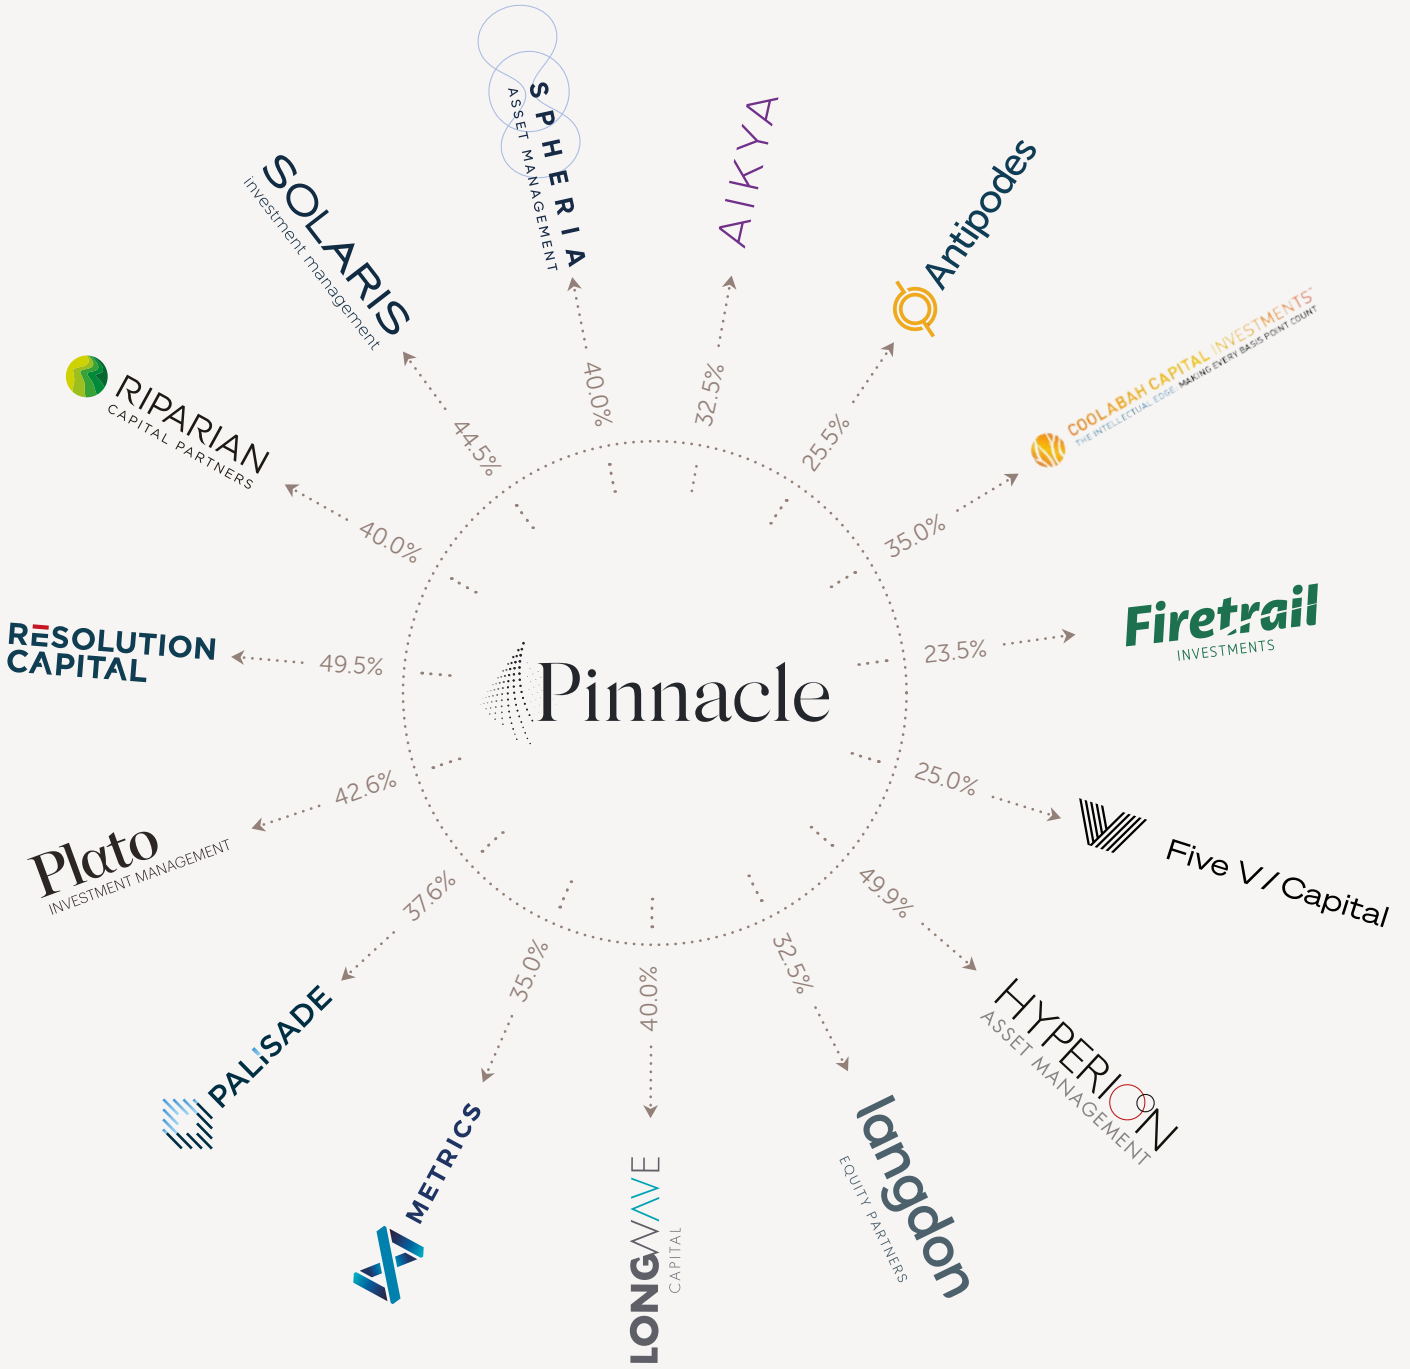 Pinnacle
SPHERIA
ASSET MANAGEMENT
40.0%
AIKYA
32.5%
Antipodes
25.5%
COOLABAH CAPITAL INVESTMENTS™
THE INTELLECTUAL EDGE. MAKING EVERY BASIS POINT COUNT
35.0%
Firetrail
INVESTMENTS
23.5%
Five V/Capital
25.0%
HYPERION
ASSET MANAGEMENT
49.9%
langdon
EQUITY PARTNERS
32.5%
LONGWAVE
CAPITAL
40.0%
METRICS
35.0%
PALISADE
37.6%
Plato
INVESTMENT MANAGEMENT
42.6%
RESOLUTION
CAPITAL
49.5%
RIPARIAN
CAPITAL PARTNERS
40.0%
SOLARIS
investment management
44.5%